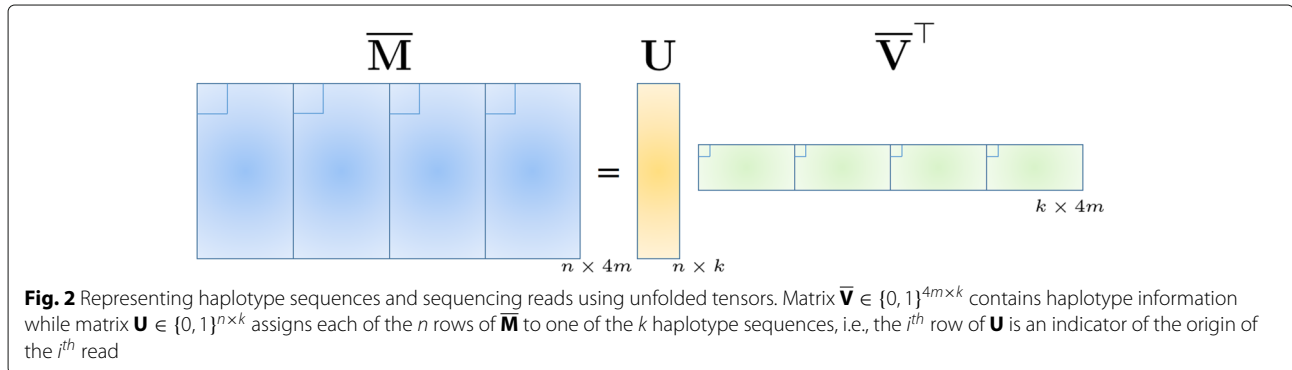 M̅ U V̅⊤
=
k × 4m
n × 4m n × k
Fig. 2 Representing haplotype sequences and sequencing reads using unfolded tensors. Matrix V̅ ∈ {0, 1}^{4m×k} contains haplotype information
while matrix U ∈ {0, 1}^{n×k} assigns each of the n rows of M̅ to one of the k haplotype sequences, i.e., the i^{th} row of U is an indicator of the origin of
the i^{th} read